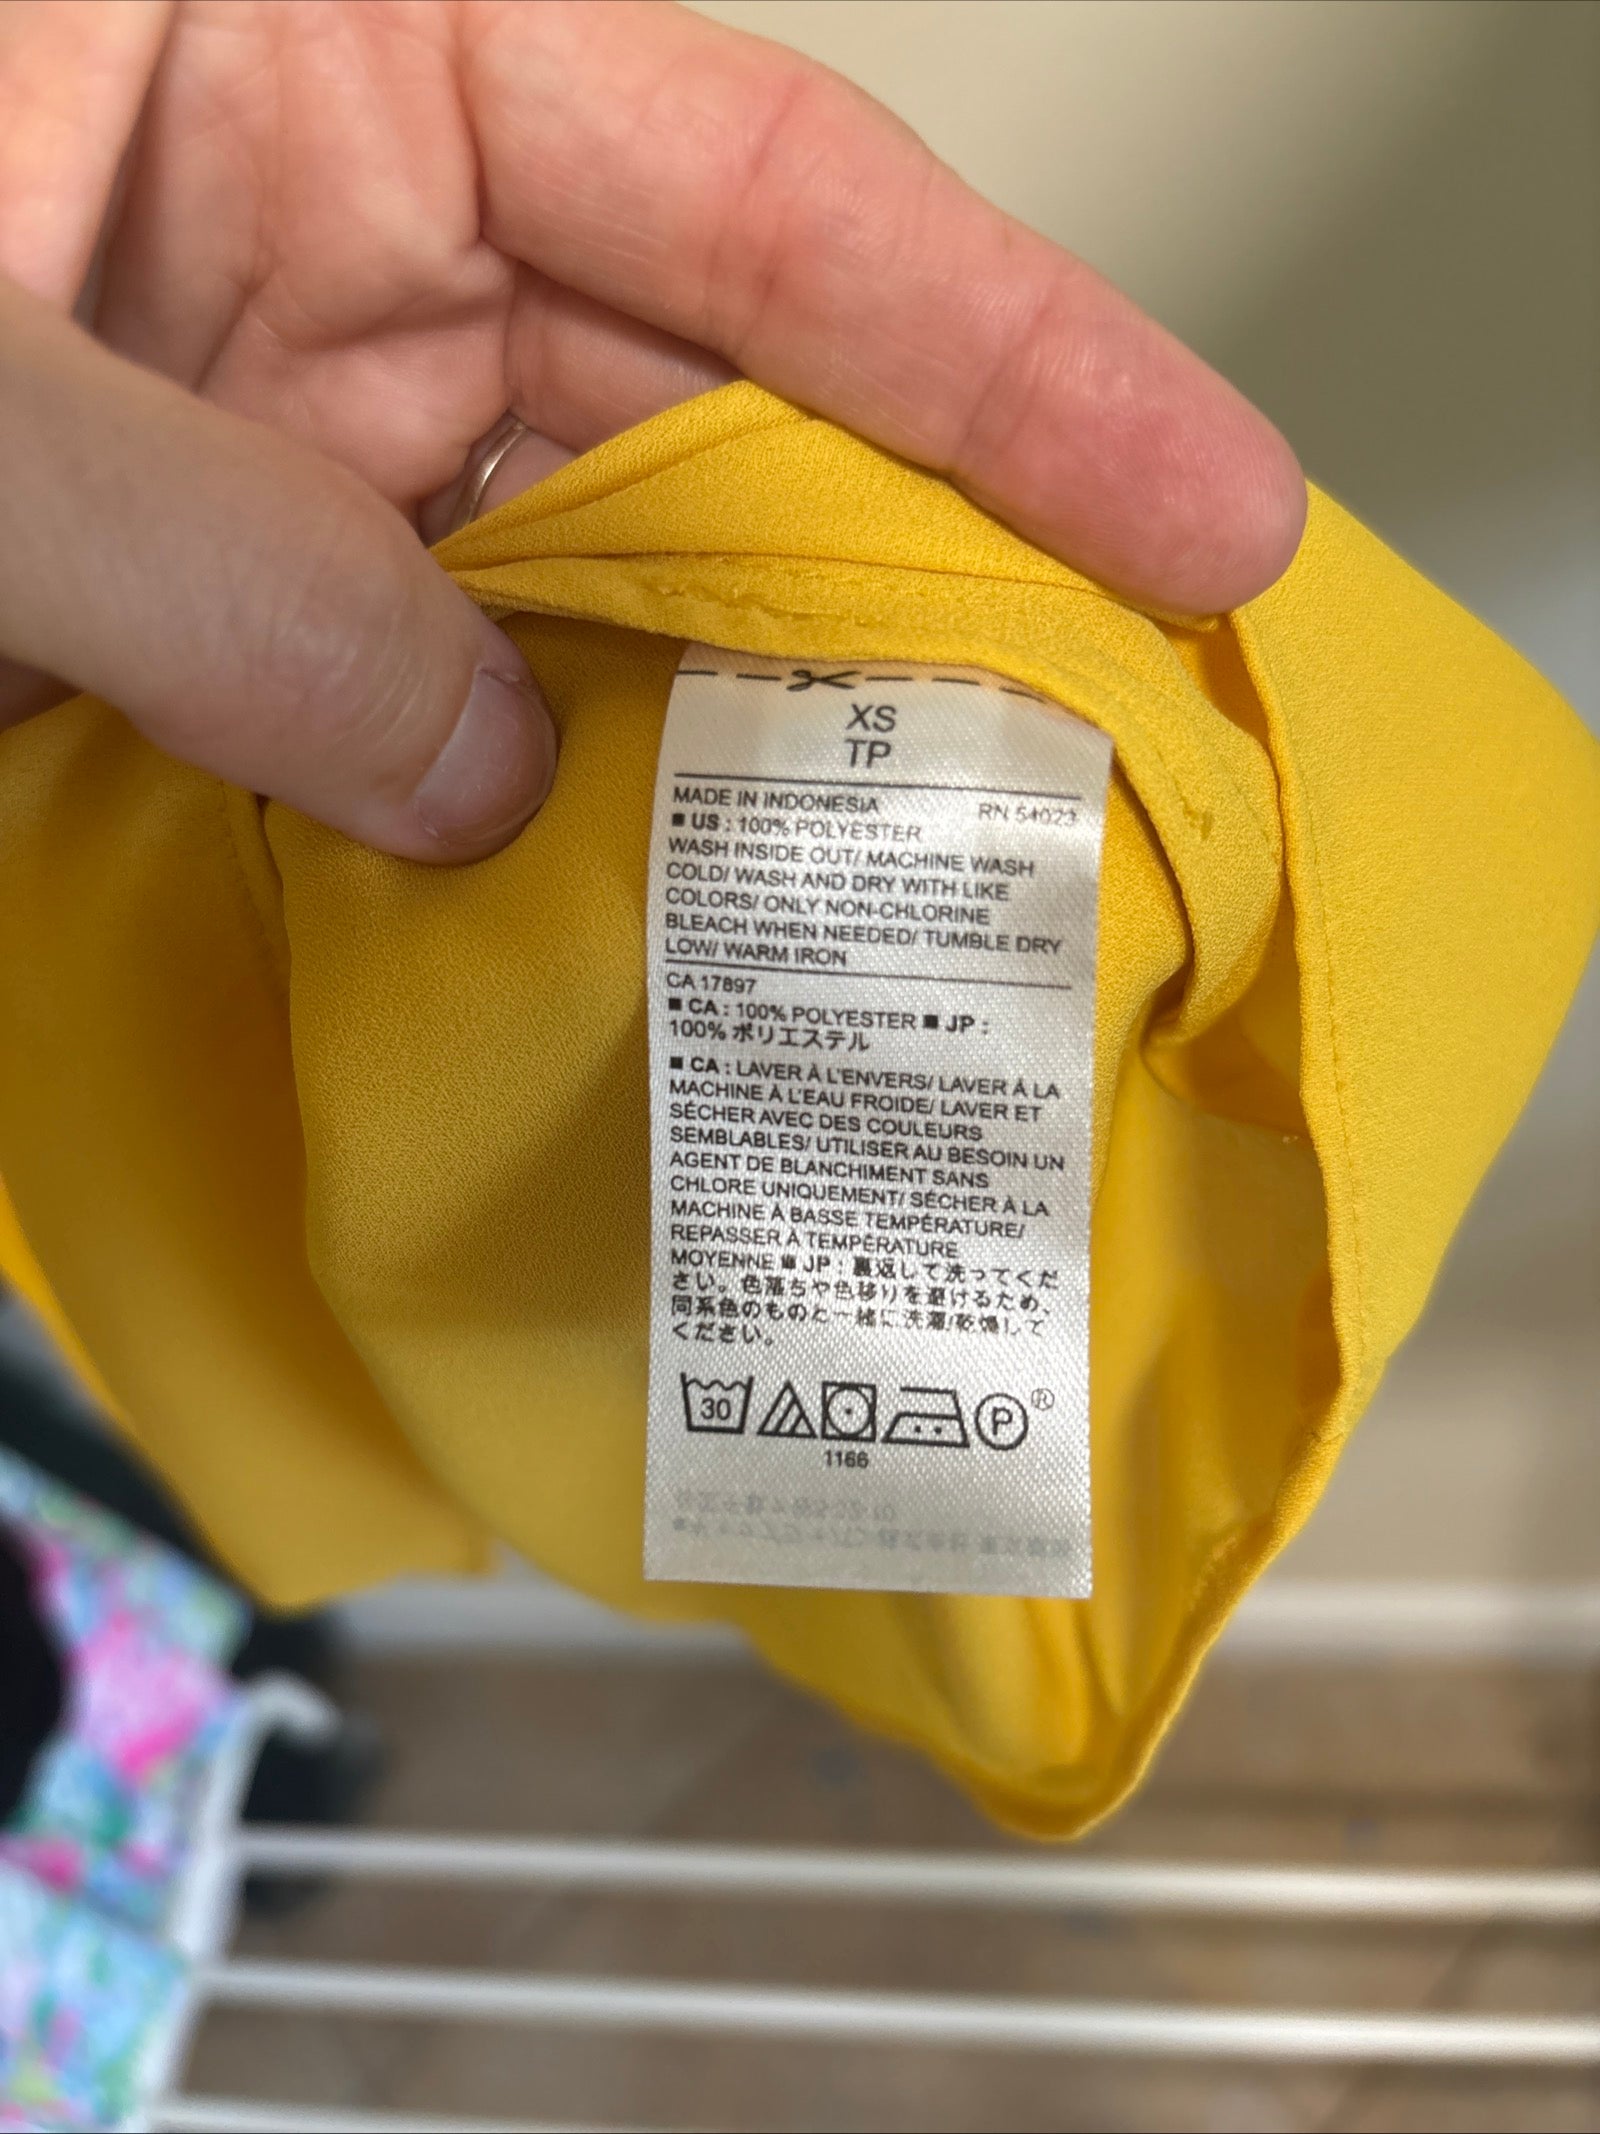 XS
TP
MADE IN INDONESIA RN 54023
■ US : 100% POLYESTER
WASH INSIDE OUT/ MACHINE WASH
COLD/ WASH AND DRY WITH LIKE
COLORS/ ONLY NON-CHLORINE
BLEACH WHEN NEEDED/ TUMBLE DRY
LOW/ WARM IRON
CA 17897
■ CA : 100% POLYESTER ■ JP :
100% ポリエステル
■ CA : LAVER À L'ENVERS/ LAVER À LA
MACHINE À L'EAU FROIDE/ LAVER ET
SÉCHER AVEC DES COULEURS
SEMBLABLES/ UTILISER AU BESOIN UN
AGENT DE BLANCHIMENT SANS
CHLORE UNIQUEMENT/ SÉCHER À LA
MACHINE À BASSE TEMPÉRATURE/
REPASSER À TEMPÉRATURE
MOYENNE ■ JP : 裏返して洗ってくだ
さい。色落ちや色移りを避けるため、
同系色のものと一緒に洗濯/乾燥して
ください。
30 P ®
1166